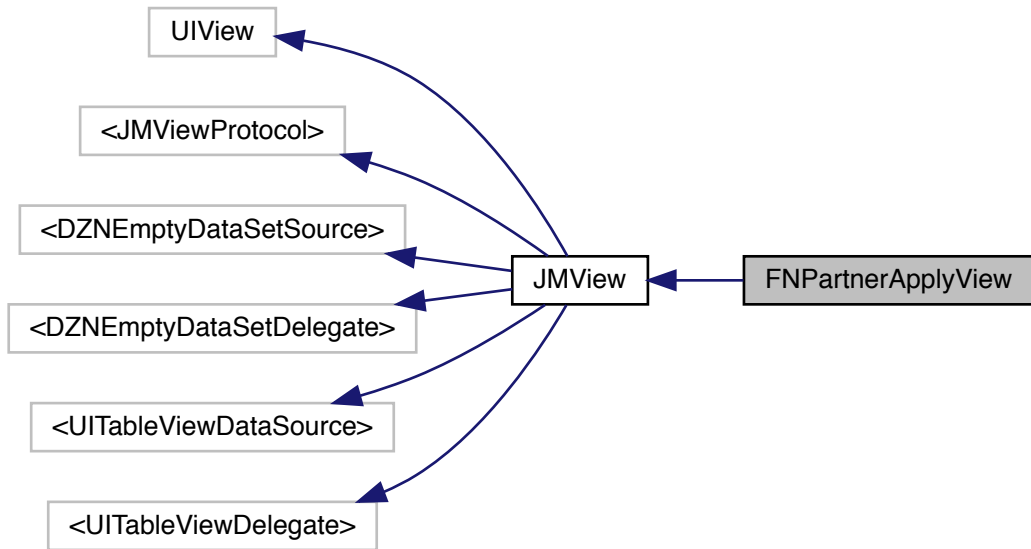 UIView
<JMViewProtocol>
<DZNEmptyDataSetSource>
<DZNEmptyDataSetDelegate>
<UITableViewDataSource>
<UITableViewDelegate>
JMView
FNPartnerApplyView